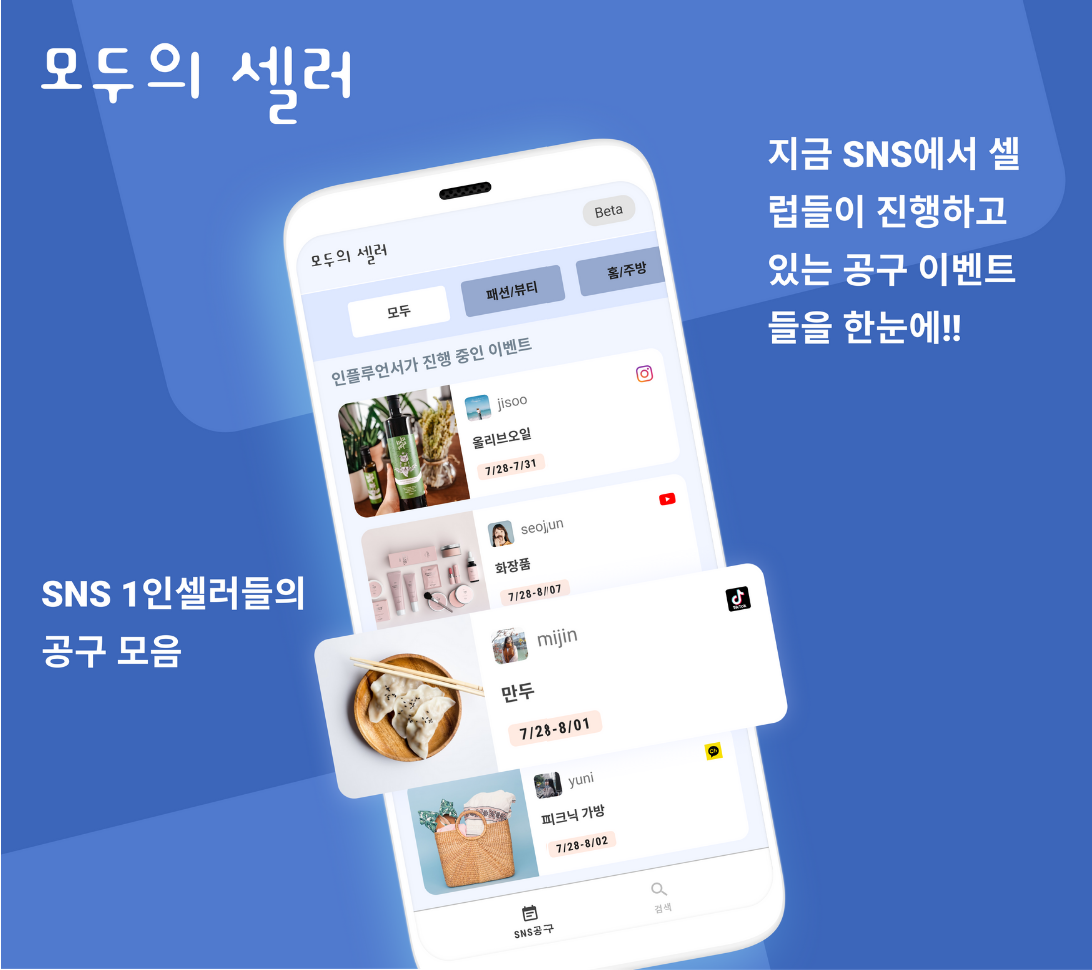 모두의 셀러
지금 SNS에서 셀
럽들이 진행하고
있는 공구 이벤트
들을 한눈에!!
SNS 1인셀러들의
공구 모음
Beta
모두의 셀러
모두
패션/뷰티
홈/주방
인플루언서가 진행 중인 이벤트
jisoo
올리브오일
7/28-7/31
seojun
화장품
7/28-8/07
TikTok
mijin
만두
7/28-8/01
Ch
yuni
피크닉 가방
7/28-8/02
SNS공구
검색